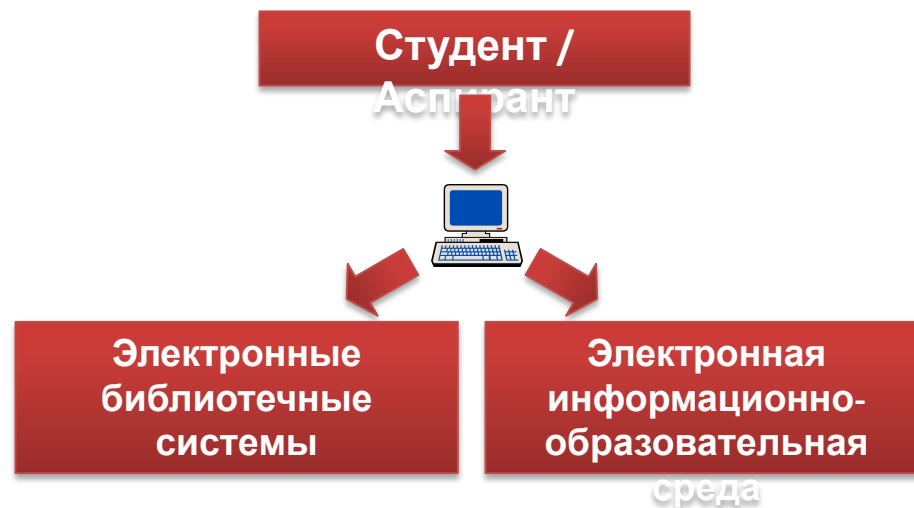 Студент /
Аспирант
Электронные
библиотечные
системы
Электронная
информационно-
образовательная
среда